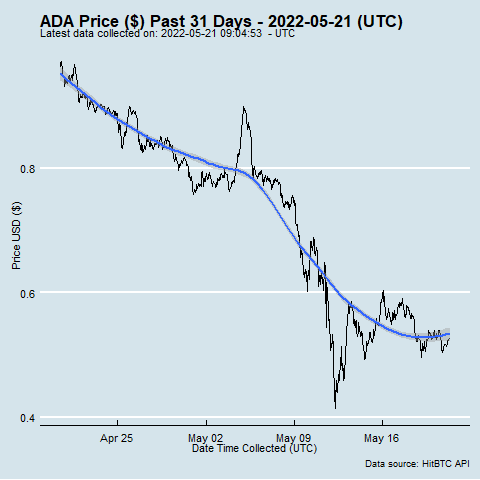 ADA Price ($) Past 31 Days - 2022-05-21 (UTC)
Latest data collected on: 2022-05-21 09:04:53 - UTC
Price USD ($)
0.8
0.6
0.4
Apr 25 May 02 May 09 May 16
Date Time Collected (UTC)
Data source: HitBTC API